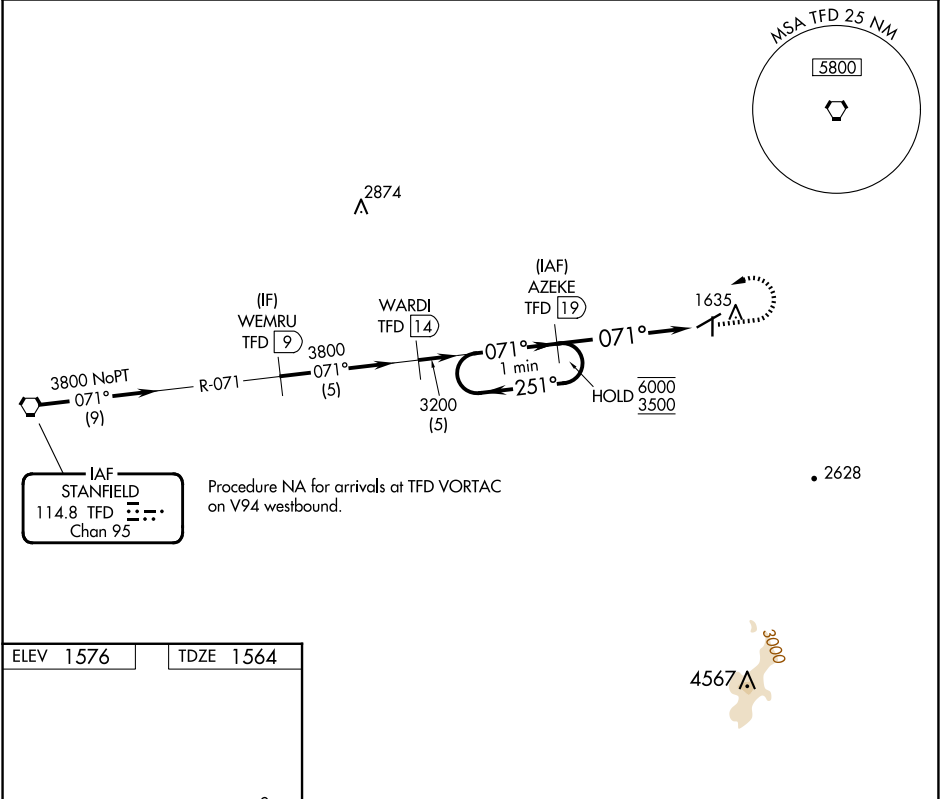 MSA TFD 25 NM
5800
2874
(IAF)
AZEKE
TFD 19
1635
(IF)
WEMRU
TFD 9
WARDI
TFD 14
071°
3800
071°
(5)
071°
1 min
251°
HOLD 6000
3500
3800 NoPT
071°
(9)
R-071
3200
(5)
IAF
STANFIELD
114.8 TFD
Chan 95
Procedure NA for arrivals at TFD VORTAC
on V94 westbound.
2628
3000
4567
ELEV 1576
TDZE 1564